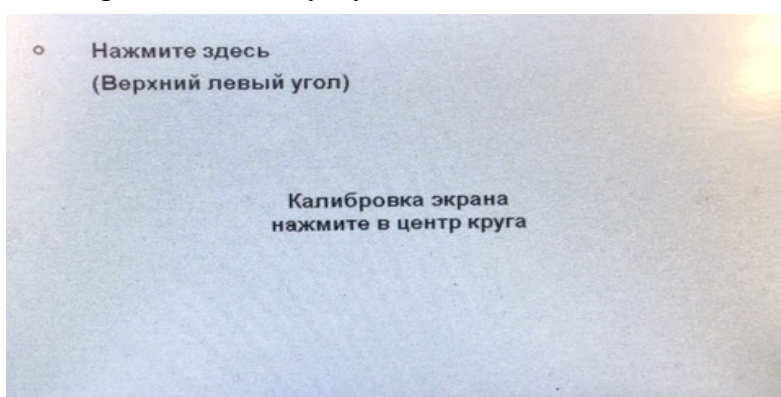 Нажмите здесь
(Верхний левый угол)
Калибровка экрана
нажмите в центр круга